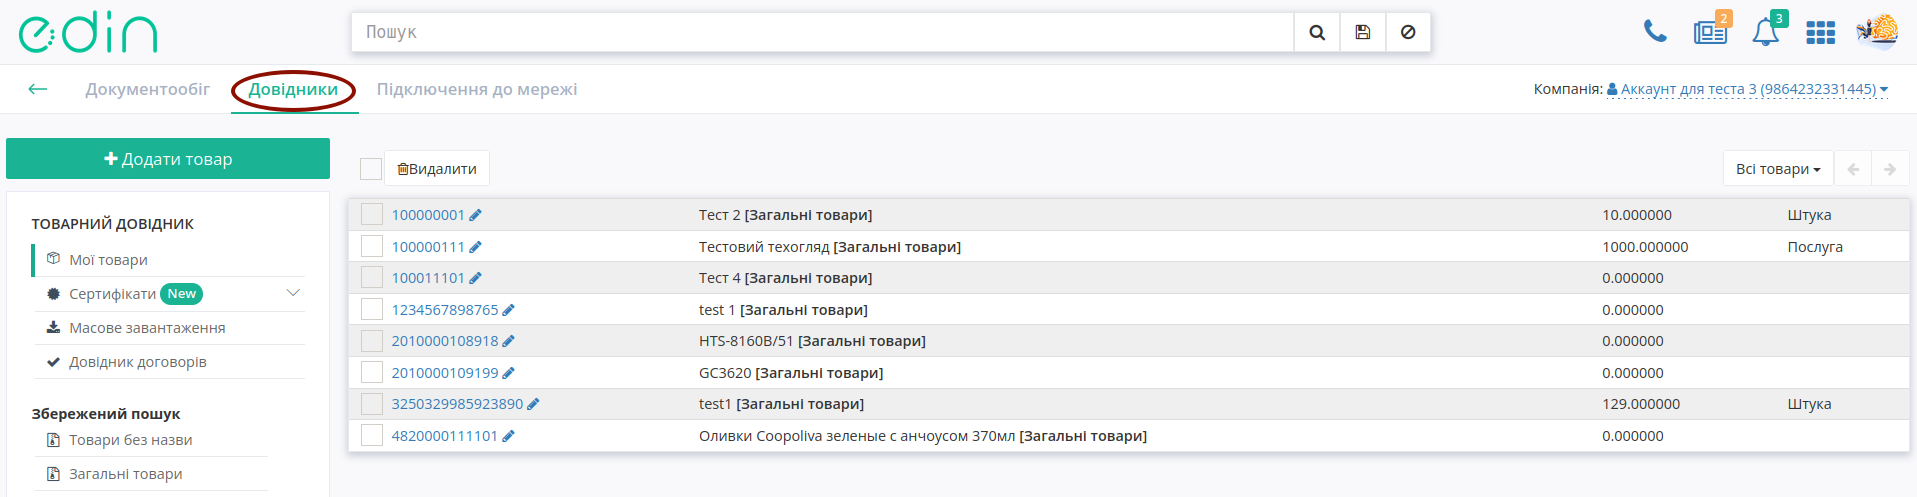 edin
Пошук
2
3
Документообіг Довідники Підключення до мережі
Компанія: Аккаунт для теста 3 (9864232331445)
Додати товар
Видалити
Всі товари
ТОВАРНИЙ ДОВІДНИК
Мої товари
Сертифікати New
Масове завантаження
Довідник договорів
Збережений пошук
Товари без назви
Загальні товари
100000001 Тест 2 [Загальні товари] 10.000000 Штука
100000111 Тестовий техогляд [Загальні товари] 1000.000000 Послуга
100011101 Тест 4 [Загальні товари] 0.000000
1234567898765 test 1 [Загальні товари] 0.000000
2010000108918 HTS-8160B/51 [Загальні товари] 0.000000
2010000109199 GC3620 [Загальні товари] 0.000000
3250329985923890 test1 [Загальні товари] 129.000000 Штука
4820000111101 Оливки Coopoliva зеленые с анчоусом 370мл [Загальні товари] 0.000000